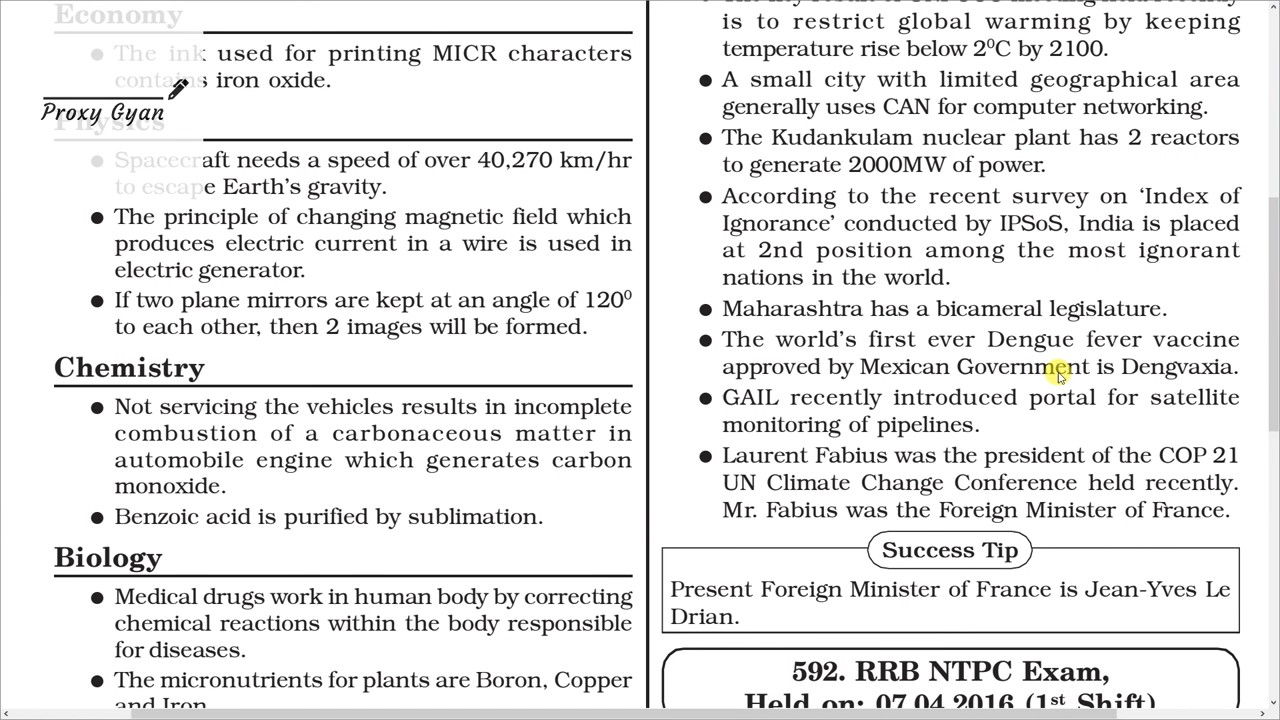 Economy
● The ink used for printing MICR characters
contains iron oxide.
Proxy Gyan
Physics
● Spacecraft needs a speed of over 40,270 km/hr
to escape Earth's gravity.
● The principle of changing magnetic field which
produces electric current in a wire is used in
electric generator.
● If two plane mirrors are kept at an angle of 120⁰
to each other, then 2 images will be formed.
Chemistry
● Not servicing the vehicles results in incomplete
combustion of a carbonaceous matter in
automobile engine which generates carbon
monoxide.
● Benzoic acid is purified by sublimation.
Biology
● Medical drugs work in human body by correcting
chemical reactions within the body responsible
for diseases.
● The micronutrients for plants are Boron, Copper
and Iron
is to restrict global warming by keeping
temperature rise below 2⁰C by 2100.
● A small city with limited geographical area
generally uses CAN for computer networking.
● The Kudankulam nuclear plant has 2 reactors
to generate 2000MW of power.
● According to the recent survey on 'Index of
Ignorance' conducted by IPSoS, India is placed
at 2nd position among the most ignorant
nations in the world.
● Maharashtra has a bicameral legislature.
● The world's first ever Dengue fever vaccine
approved by Mexican Government is Dengvaxia.
● GAIL recently introduced portal for satellite
monitoring of pipelines.
● Laurent Fabius was the president of the COP 21
UN Climate Change Conference held recently.
Mr. Fabius was the Foreign Minister of France.
Success Tip
Present Foreign Minister of France is Jean-Yves Le
Drian.
592. RRB NTPC Exam,
Held on: 07.04.2016 (1st Shift)